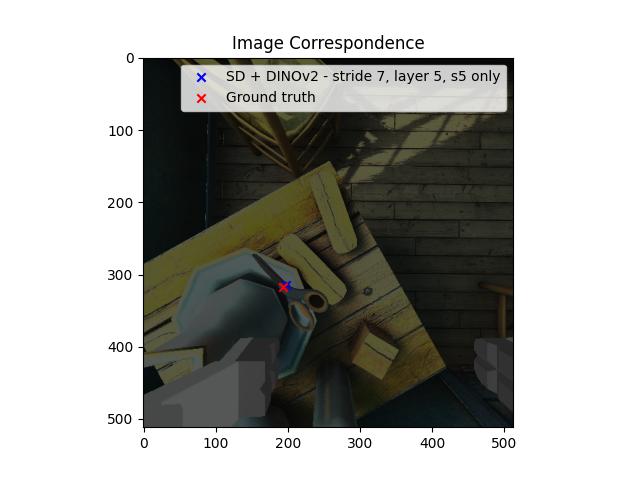 Image Correspondence
SD + DINOv2 - stride 7, layer 5, s5 only
Ground truth
0
100
200
300
400
500
0 100 200 300 400 500